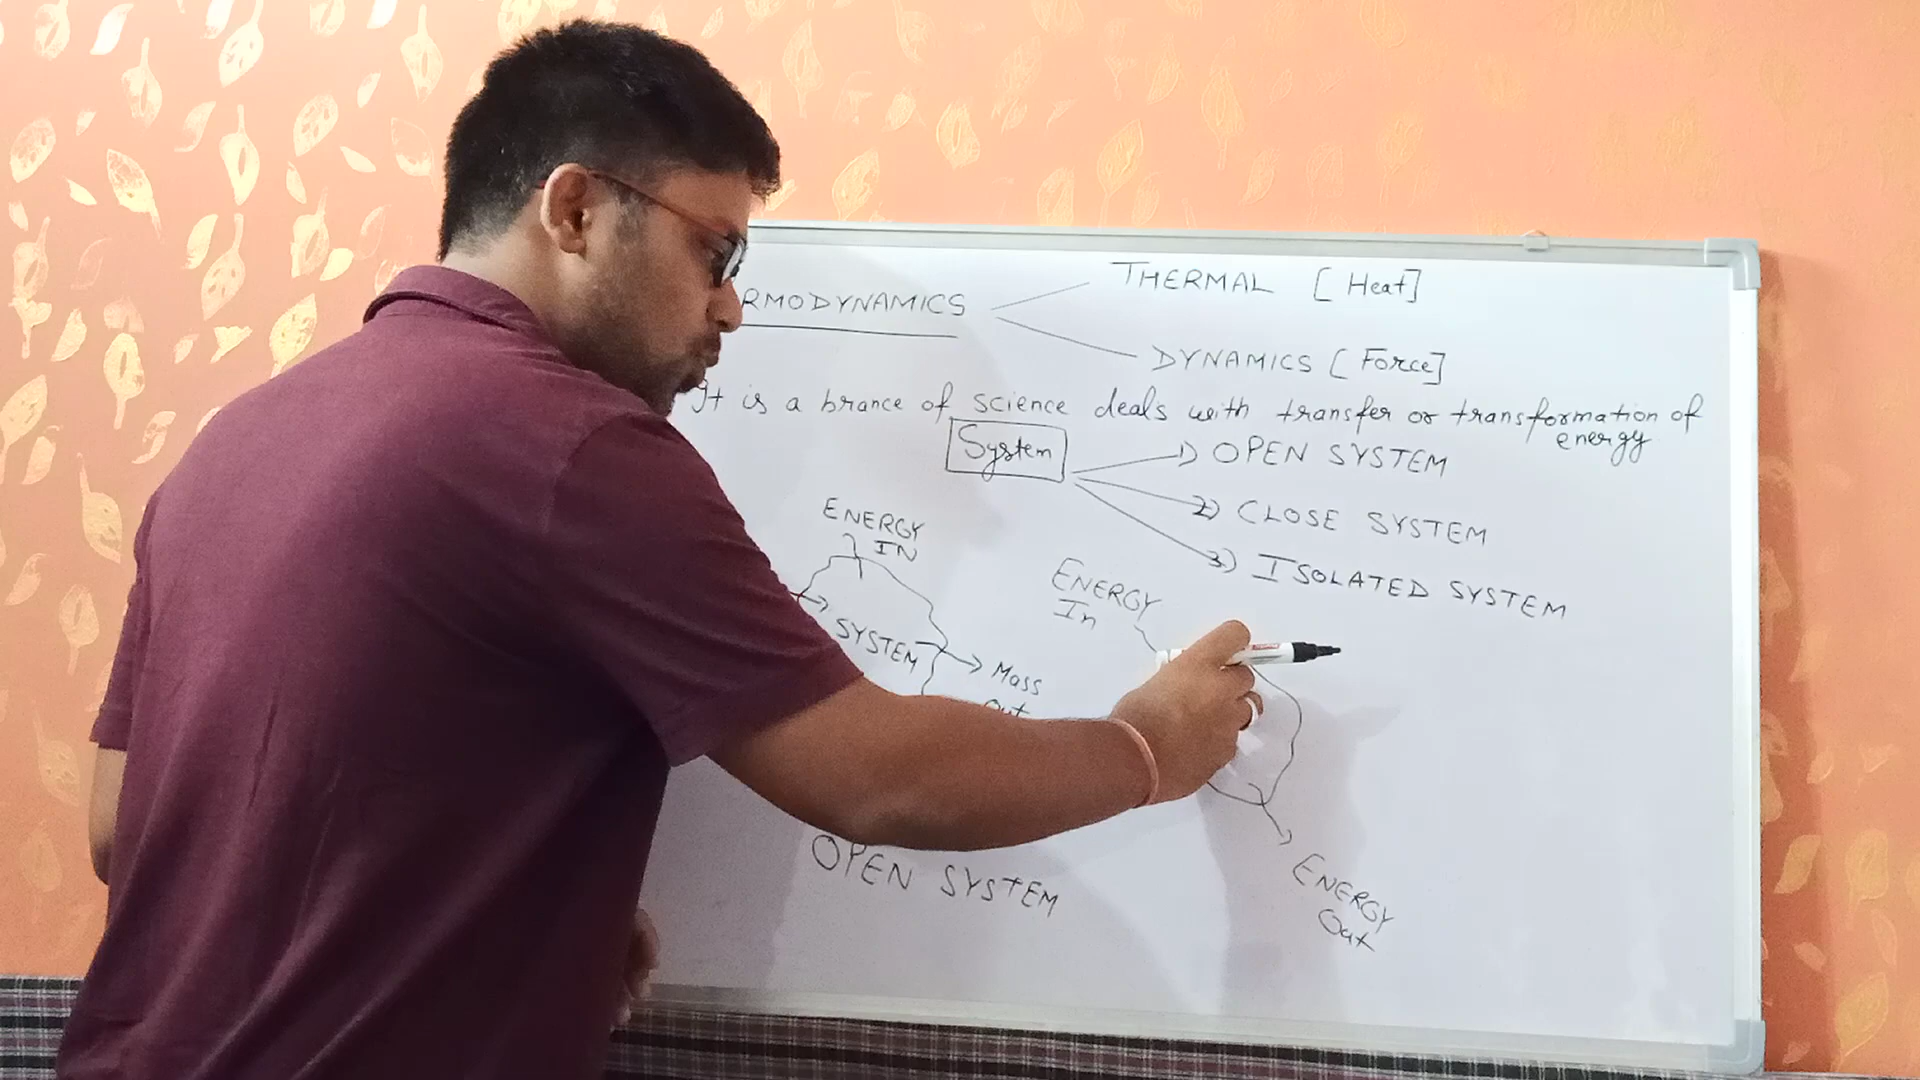 RMODYNAMICS
THERMAL [Heat]
DYNAMICS [Force]
It is a brance of science deals with transfer or transformation of
energy
System
1) OPEN SYSTEM
2) CLOSE SYSTEM
3) ISOLATED SYSTEM
ENERGY
IN
SYSTEM
Mass
Out
OPEN SYSTEM
ENERGY
In
ENERGY
Out